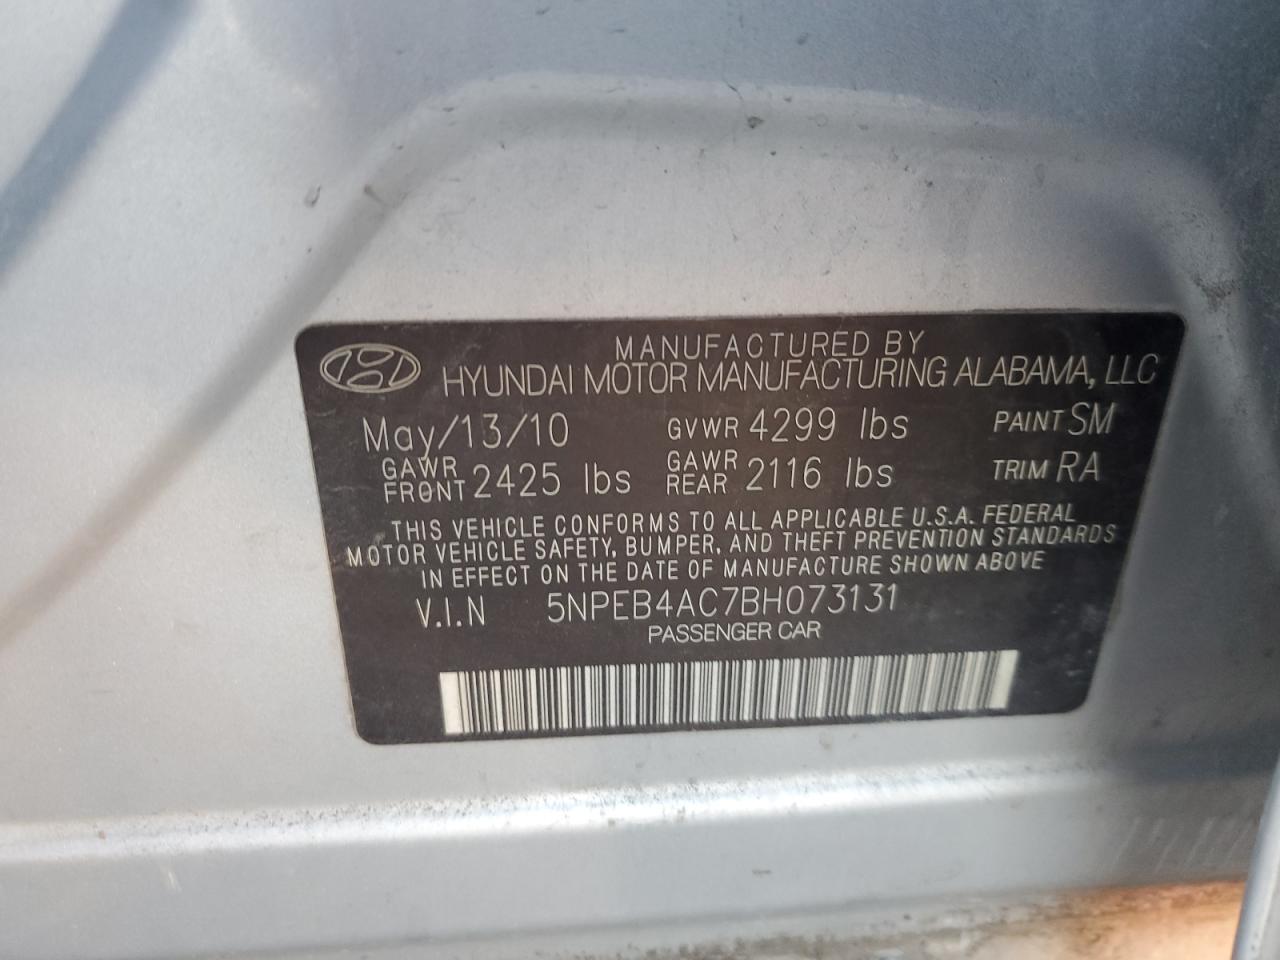 MANUFACTURED BY
HYUNDAI MOTOR MANUFACTURING ALABAMA, LLC
May/13/10 GVWR 4299 lbs PAINT SM
GAWR FRONT 2425 lbs GAWR REAR 2116 lbs TRIM RA
THIS VEHICLE CONFORMS TO ALL APPLICABLE U.S.A. FEDERAL
MOTOR VEHICLE SAFETY, BUMPER, AND THEFT PREVENTION STANDARDS
IN EFFECT ON THE DATE OF MANUFACTURE SHOWN ABOVE
V.I.N 5NPEB4AC7BH073131
PASSENGER CAR